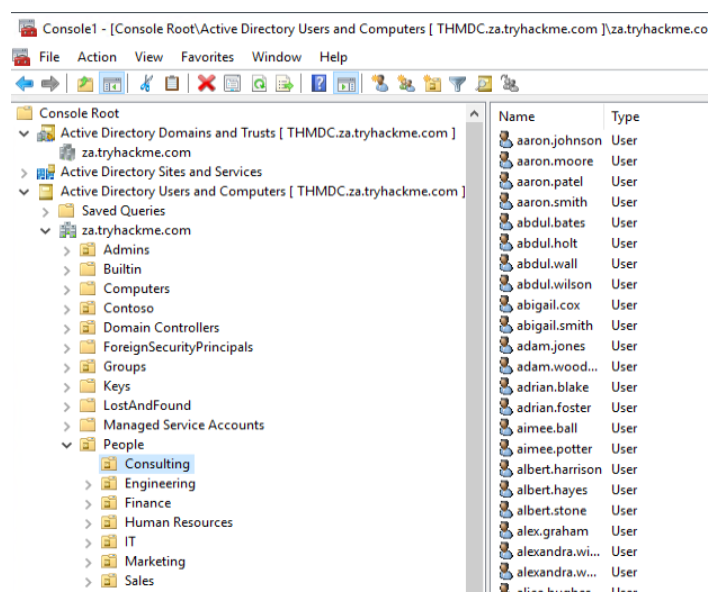 Console1 - [Console Root\Active Directory Users and Computers [ THMDC.za.tryhackme.com ]\za.tryhackme.co
File Action View Favorites Window Help
Console Root
Active Directory Domains and Trusts [ THMDC.za.tryhackme.com ]
za.tryhackme.com
Active Directory Sites and Services
Active Directory Users and Computers [ THMDC.za.tryhackme.com ]
Saved Queries
za.tryhackme.com
Admins
Builtin
Computers
Contoso
Domain Controllers
ForeignSecurityPrincipals
Groups
Keys
LostAndFound
Managed Service Accounts
People
Consulting
Engineering
Finance
Human Resources
IT
Marketing
Sales
Name Type
aaron.johnson User
aaron.moore User
aaron.patel User
aaron.smith User
abdul.bates User
abdul.holt User
abdul.wall User
abdul.wilson User
abigail.cox User
abigail.smith User
adam.jones User
adam.wood... User
adrian.blake User
adrian.foster User
aimee.ball User
aimee.potter User
albert.harrison User
albert.hayes User
albert.stone User
alex.graham User
alexandra.wi... User
alexandra.w... User